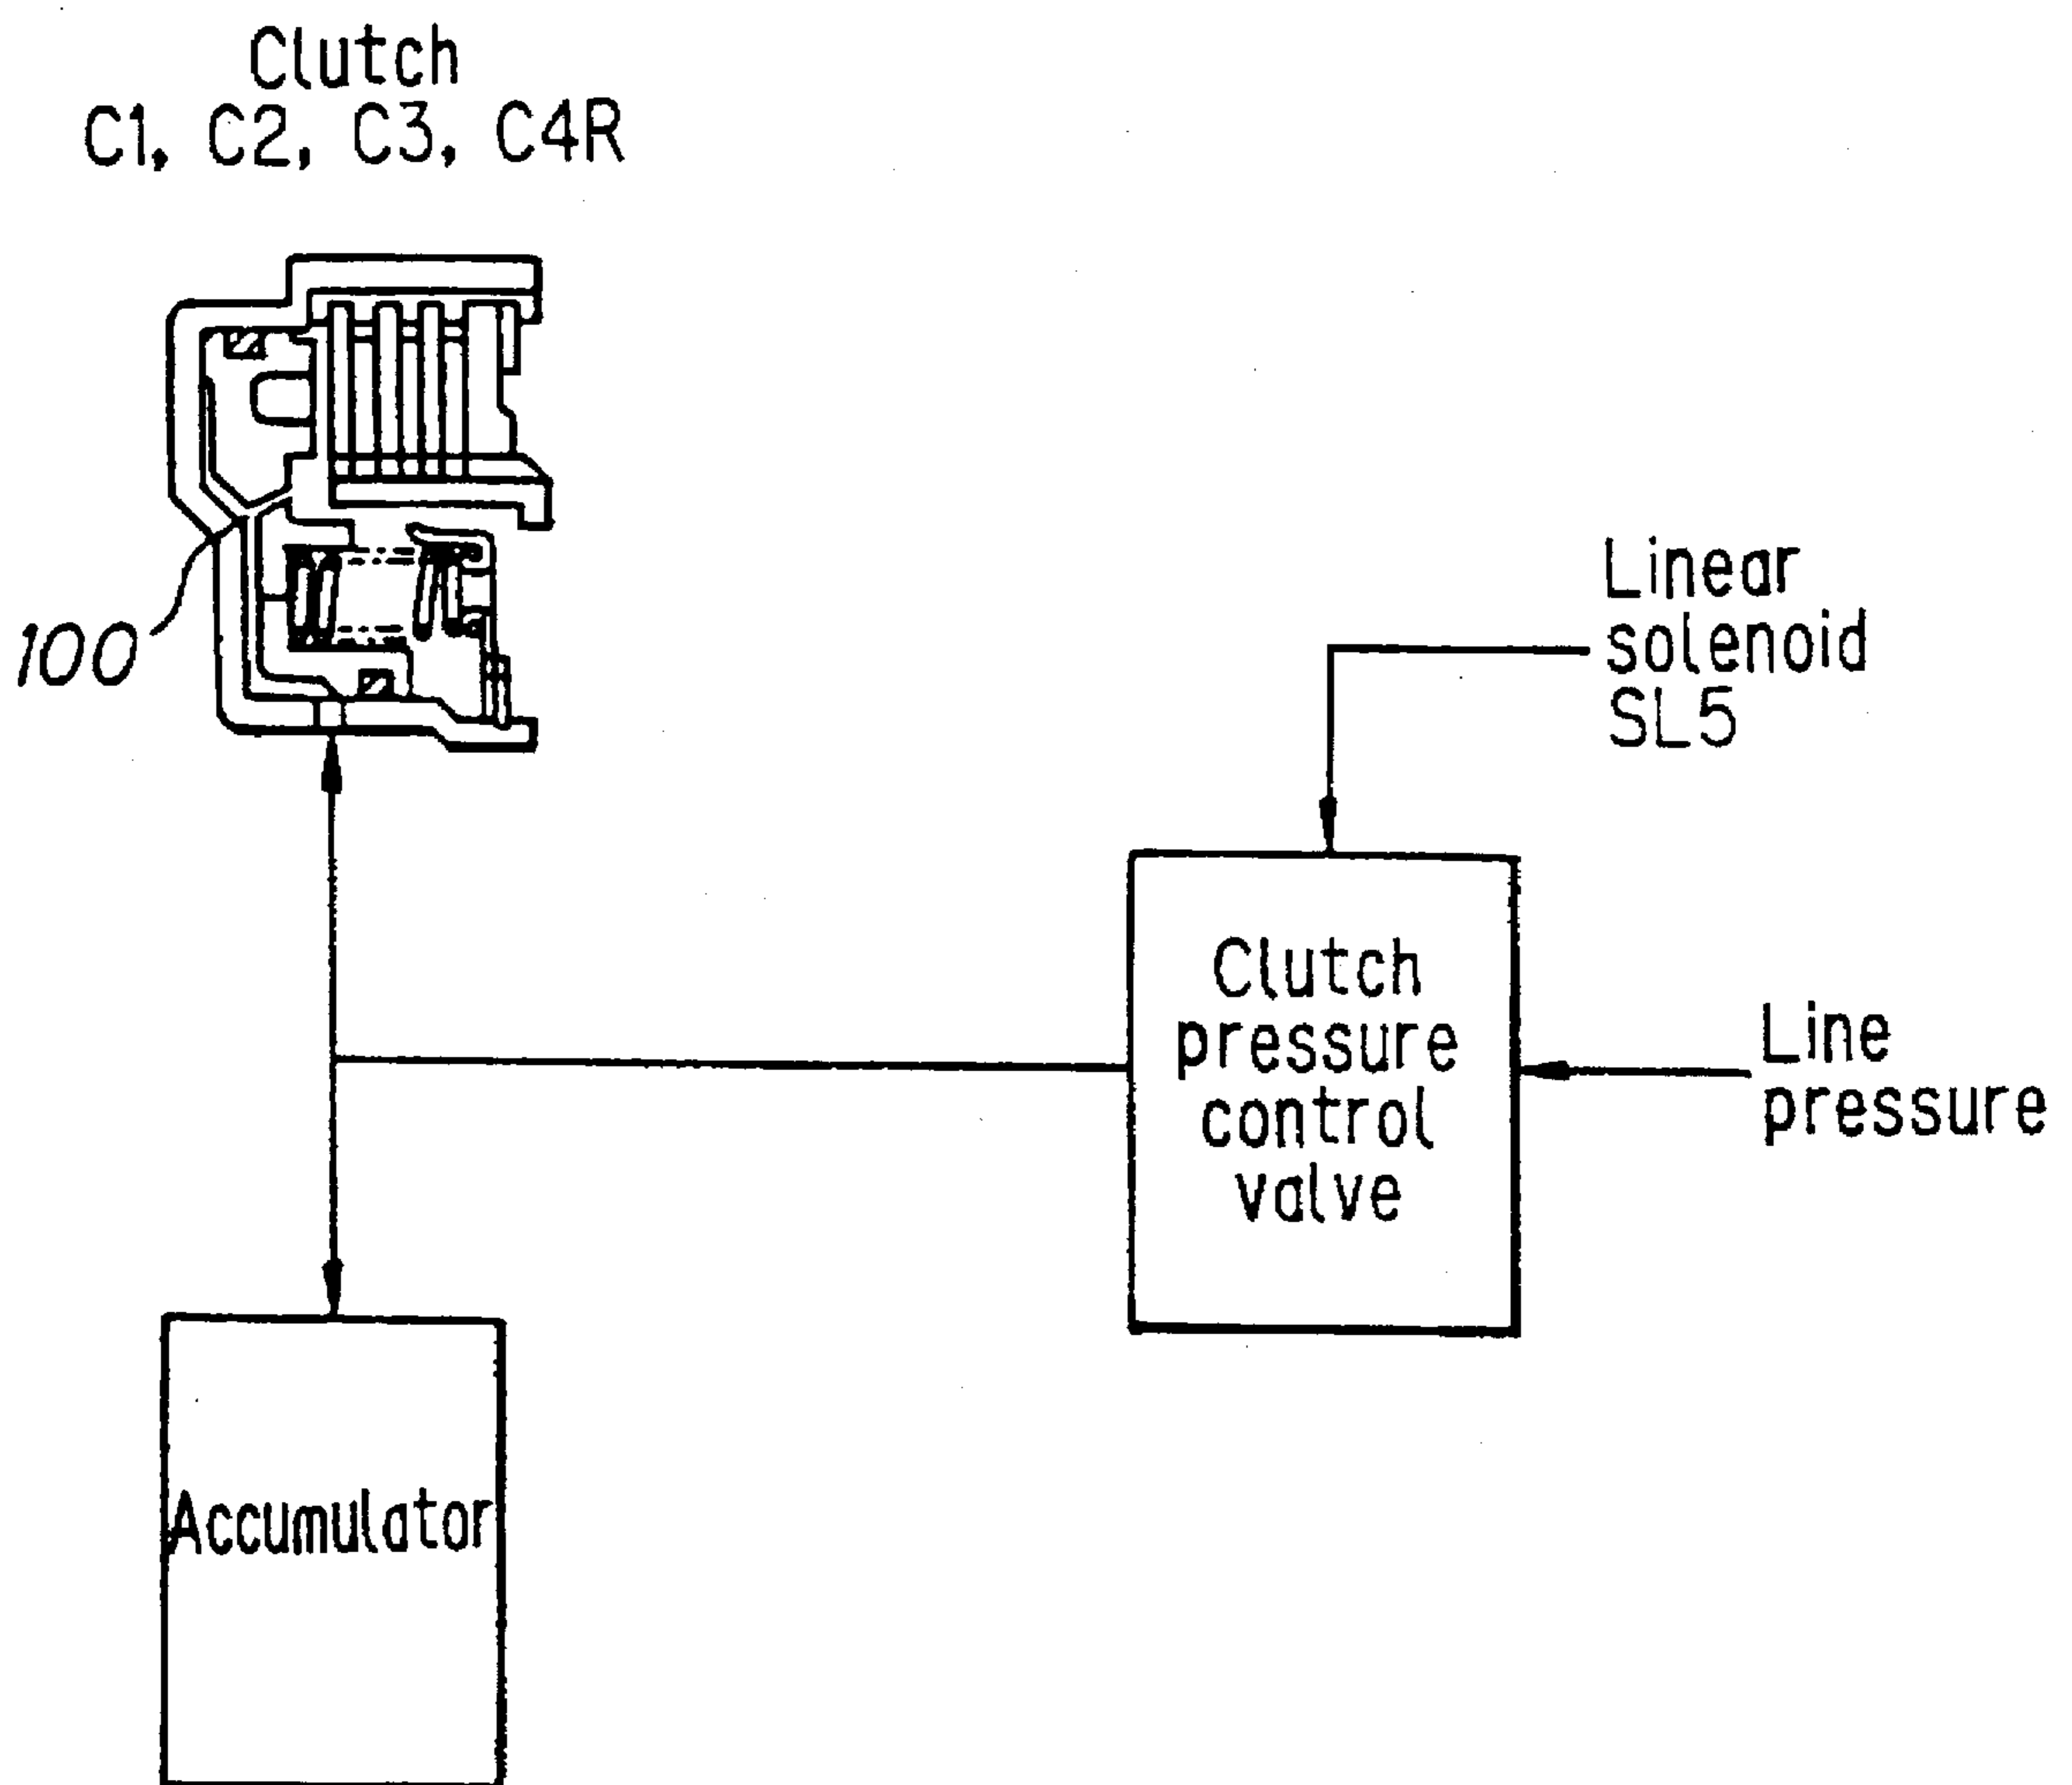 Clutch
C1, C2, C3, C4R
100
Linear
solenoid
SL5
Clutch
pressure
control
valve
Line
pressure
Accumulator